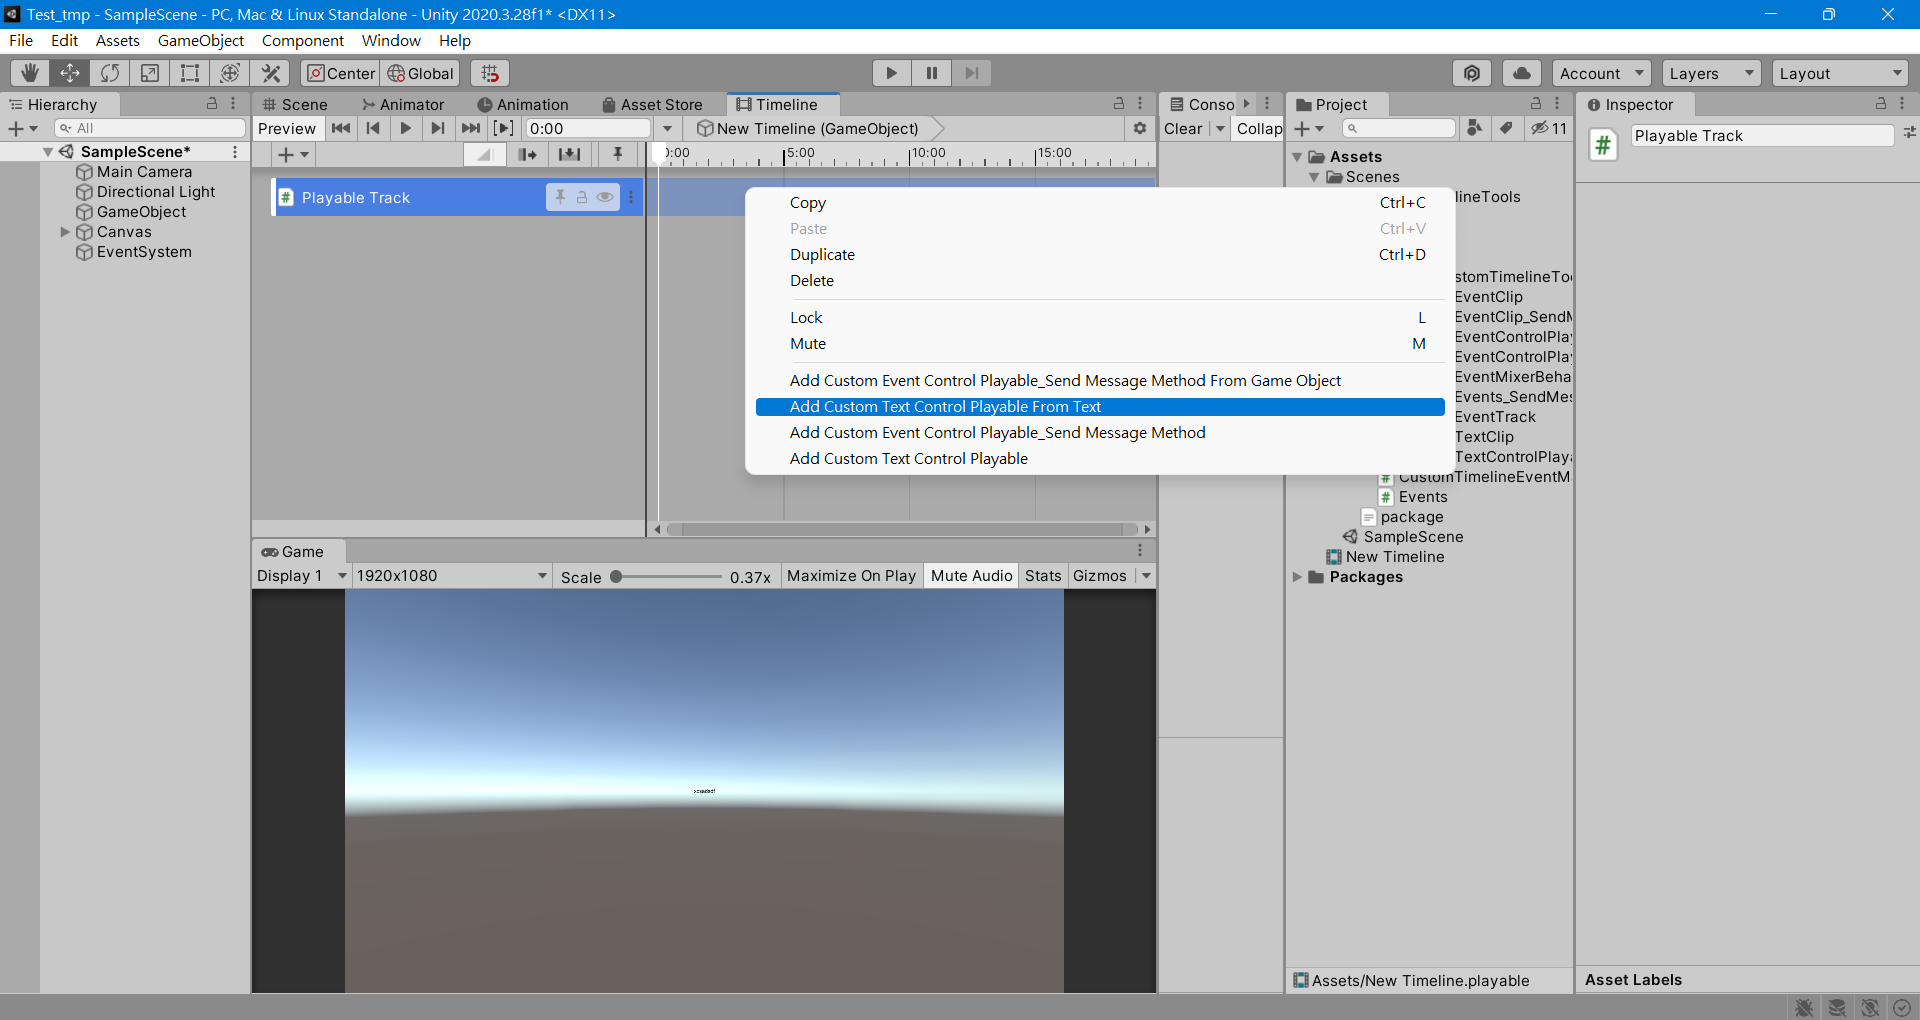 Test_tmp - SampleScene - PC, Mac & Linux Standalone - Unity 2020.3.28f1* <DX11>
File Edit Assets GameObject Component Window Help
Center Global Account Layers Layout
Hierarchy
All
SampleScene*
Main Camera
Directional Light
GameObject
Canvas
EventSystem
Scene Animator Animation Asset Store Timeline
Preview 0:00 New Timeline (GameObject)
0:00 5:00 10:00 15:00
Playable Track
Copy Ctrl+C
Paste Ctrl+V
Duplicate Ctrl+D
Delete
Lock L
Mute M
Add Custom Event Control Playable_Send Message Method From Game Object
Add Custom Text Control Playable From Text
Add Custom Event Control Playable_Send Message Method
Add Custom Text Control Playable
Game
Display 1 1920x1080 Scale 0.37x Maximize On Play Mute Audio Stats Gizmos
Conso
Clear Collap
Project
11
Assets
Scenes
lineTools
stomTimelineToo
EventClip
EventClip_SendM
EventControlPlay
EventControlPlay
EventMixerBeha
Events_SendMes
EventTrack
TextClip
TextControlPlaya
CustomTimelineEventM
Events
package
SampleScene
New Timeline
Packages
Assets/New Timeline.playable
Inspector
Playable Track
Asset Labels